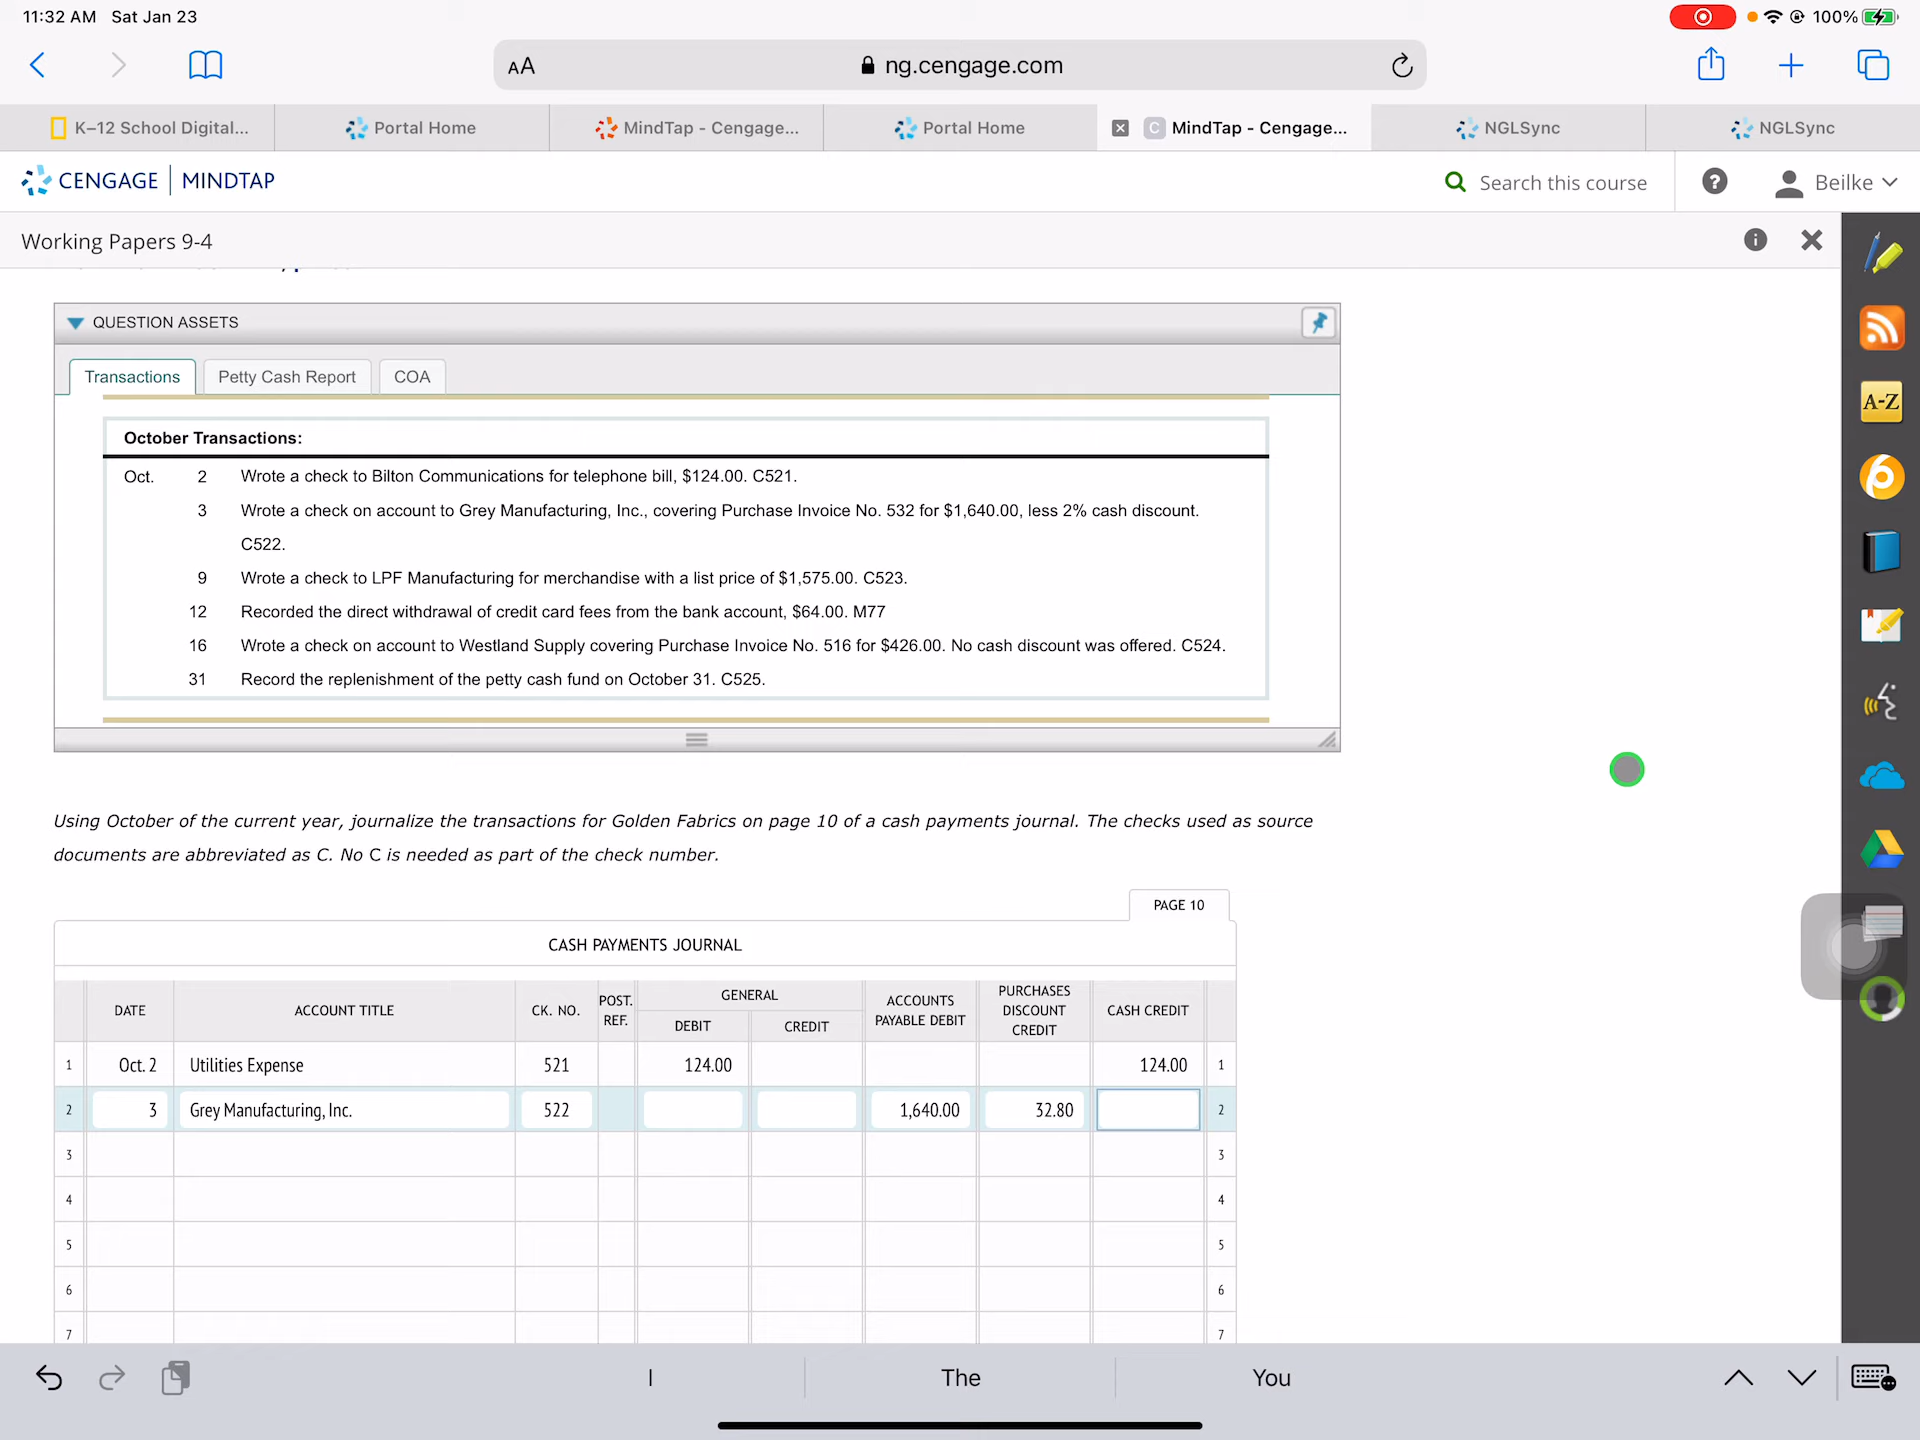 11:32 AM Sat Jan 23
100%
AA ng.cengage.com
K–12 School Digital...
Portal Home
MindTap - Cengage...
Portal Home
C MindTap - Cengage...
NGLSync
NGLSync
CENGAGE | MINDTAP
Search this course
? Beilke
Working Papers 9-4
QUESTION ASSETS
Transactions Petty Cash Report COA
October Transactions:
Oct. 2 Wrote a check to Bilton Communications for telephone bill, $124.00. C521.
3 Wrote a check on account to Grey Manufacturing, Inc., covering Purchase Invoice No. 532 for $1,640.00, less 2% cash discount.
C522.
9 Wrote a check to LPF Manufacturing for merchandise with a list price of $1,575.00. C523.
12 Recorded the direct withdrawal of credit card fees from the bank account, $64.00. M77
16 Wrote a check on account to Westland Supply covering Purchase Invoice No. 516 for $426.00. No cash discount was offered. C524.
31 Record the replenishment of the petty cash fund on October 31. C525.
A-Z
Using October of the current year, journalize the transactions for Golden Fabrics on page 10 of a cash payments journal. The checks used as source
documents are abbreviated as C. No C is needed as part of the check number.
PAGE 10
CASH PAYMENTS JOURNAL
DATE ACCOUNT TITLE CK. NO. POST. REF. GENERAL DEBIT CREDIT ACCOUNTS PAYABLE DEBIT PURCHASES DISCOUNT CREDIT CASH CREDIT
1 Oct. 2 Utilities Expense 521 124.00 124.00 1
2 3 Grey Manufacturing, Inc. 522 1,640.00 32.80 2
3 3
4 4
5 5
6 6
7 7
I The You